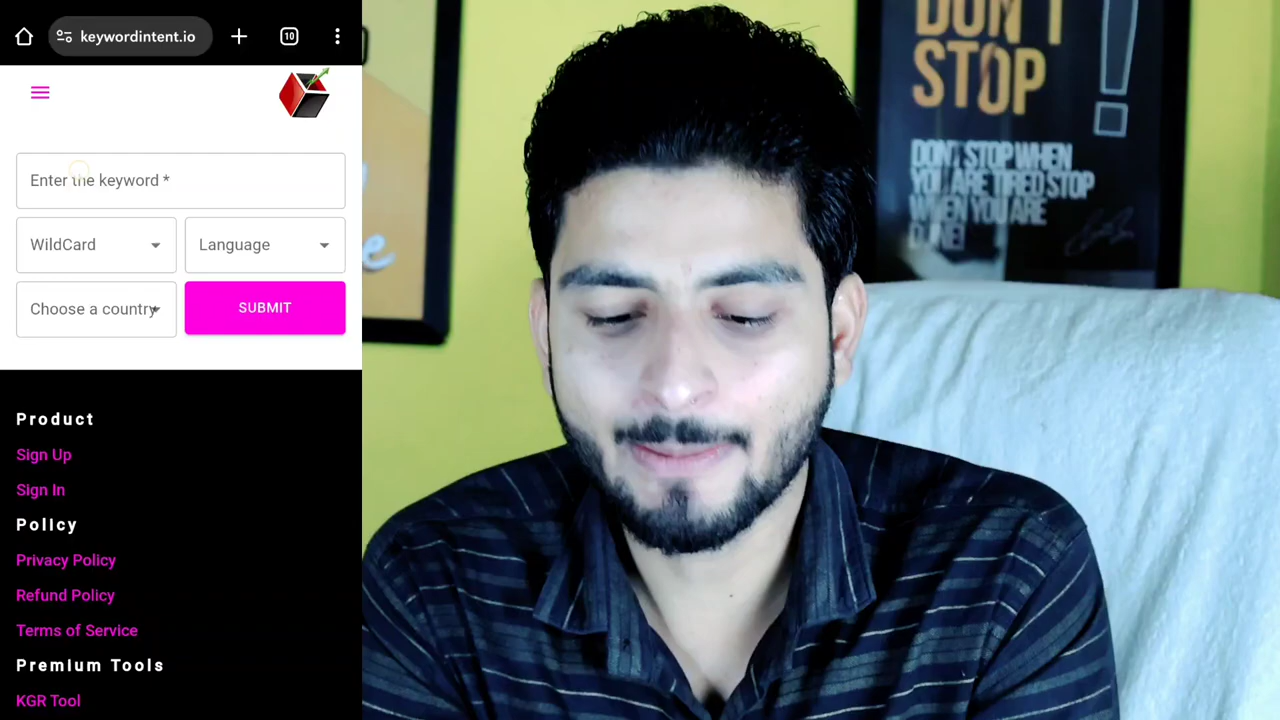 keywordintent.io
10
Enter the keyword *
WildCard
Language
Choose a country
SUBMIT
Product
Sign Up
Sign In
Policy
Privacy Policy
Refund Policy
Terms of Service
Premium Tools
KGR Tool
DON'T
STOP
!
DON'T STOP WHEN
YOU ARE TIRED STOP
WHEN YOU ARE
DONE!